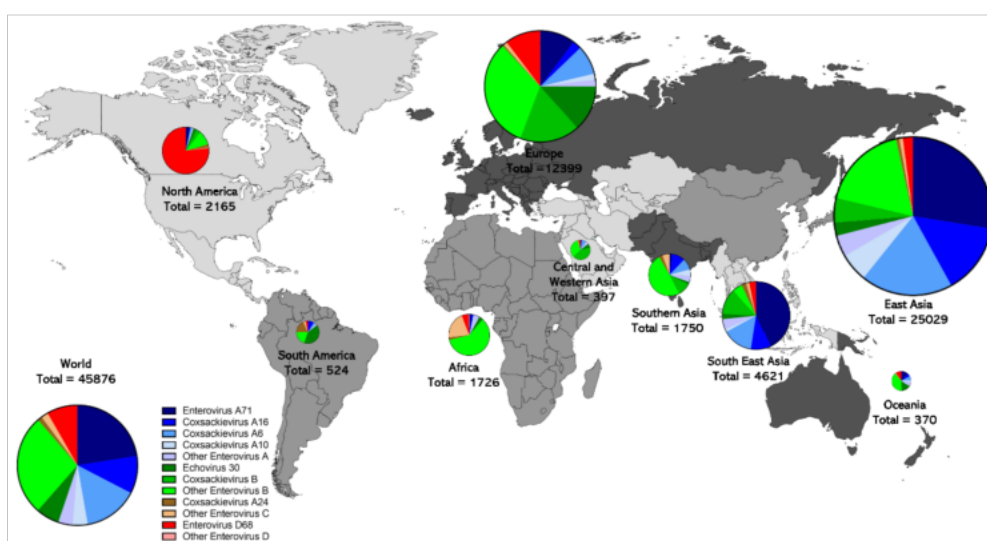 Europe
Total =12399
North America
Total = 2165
East Asia
Total = 25029
Central and
Western Asia
Total = 397
Southern Asia
Total = 1750
South East Asia
Total = 4621
Oceania
Total = 370
Africa
Total = 1726
South America
Total = 524
World
Total = 45876
Enterovirus A71
Coxsackievirus A16
Coxsackievirus A6
Coxsackievirus A10
Other Enterovirus A
Echovirus 30
Coxsackievirus B
Other Enterovirus B
Coxsackievirus A24
Other Enterovirus C
Enterovirus D68
Other Enterovirus D